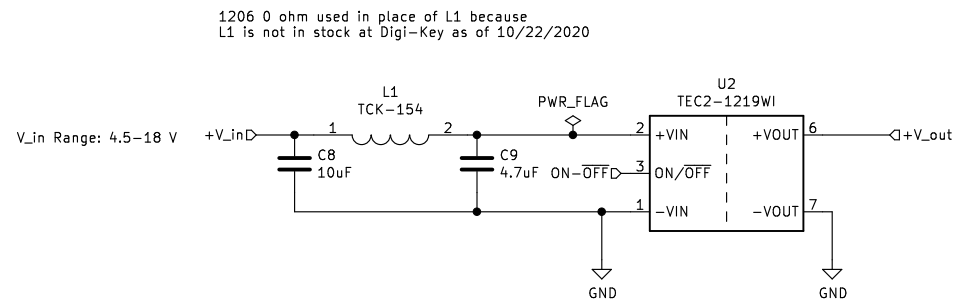 1206 0 ohm used in place of L1 because
L1 is not in stock at Digi-Key as of 10/22/2020
U2
TEC2-1219WI
L1
TCK-154
PWR_FLAG
V_in Range: 4.5-18 V
+V_in
1
2
2
+VIN
+VOUT
6
+V_out
C8
10uF
C9
4.7uF
ON-OFF
3
ON/OFF
1
-VIN
-VOUT
7
GND
GND